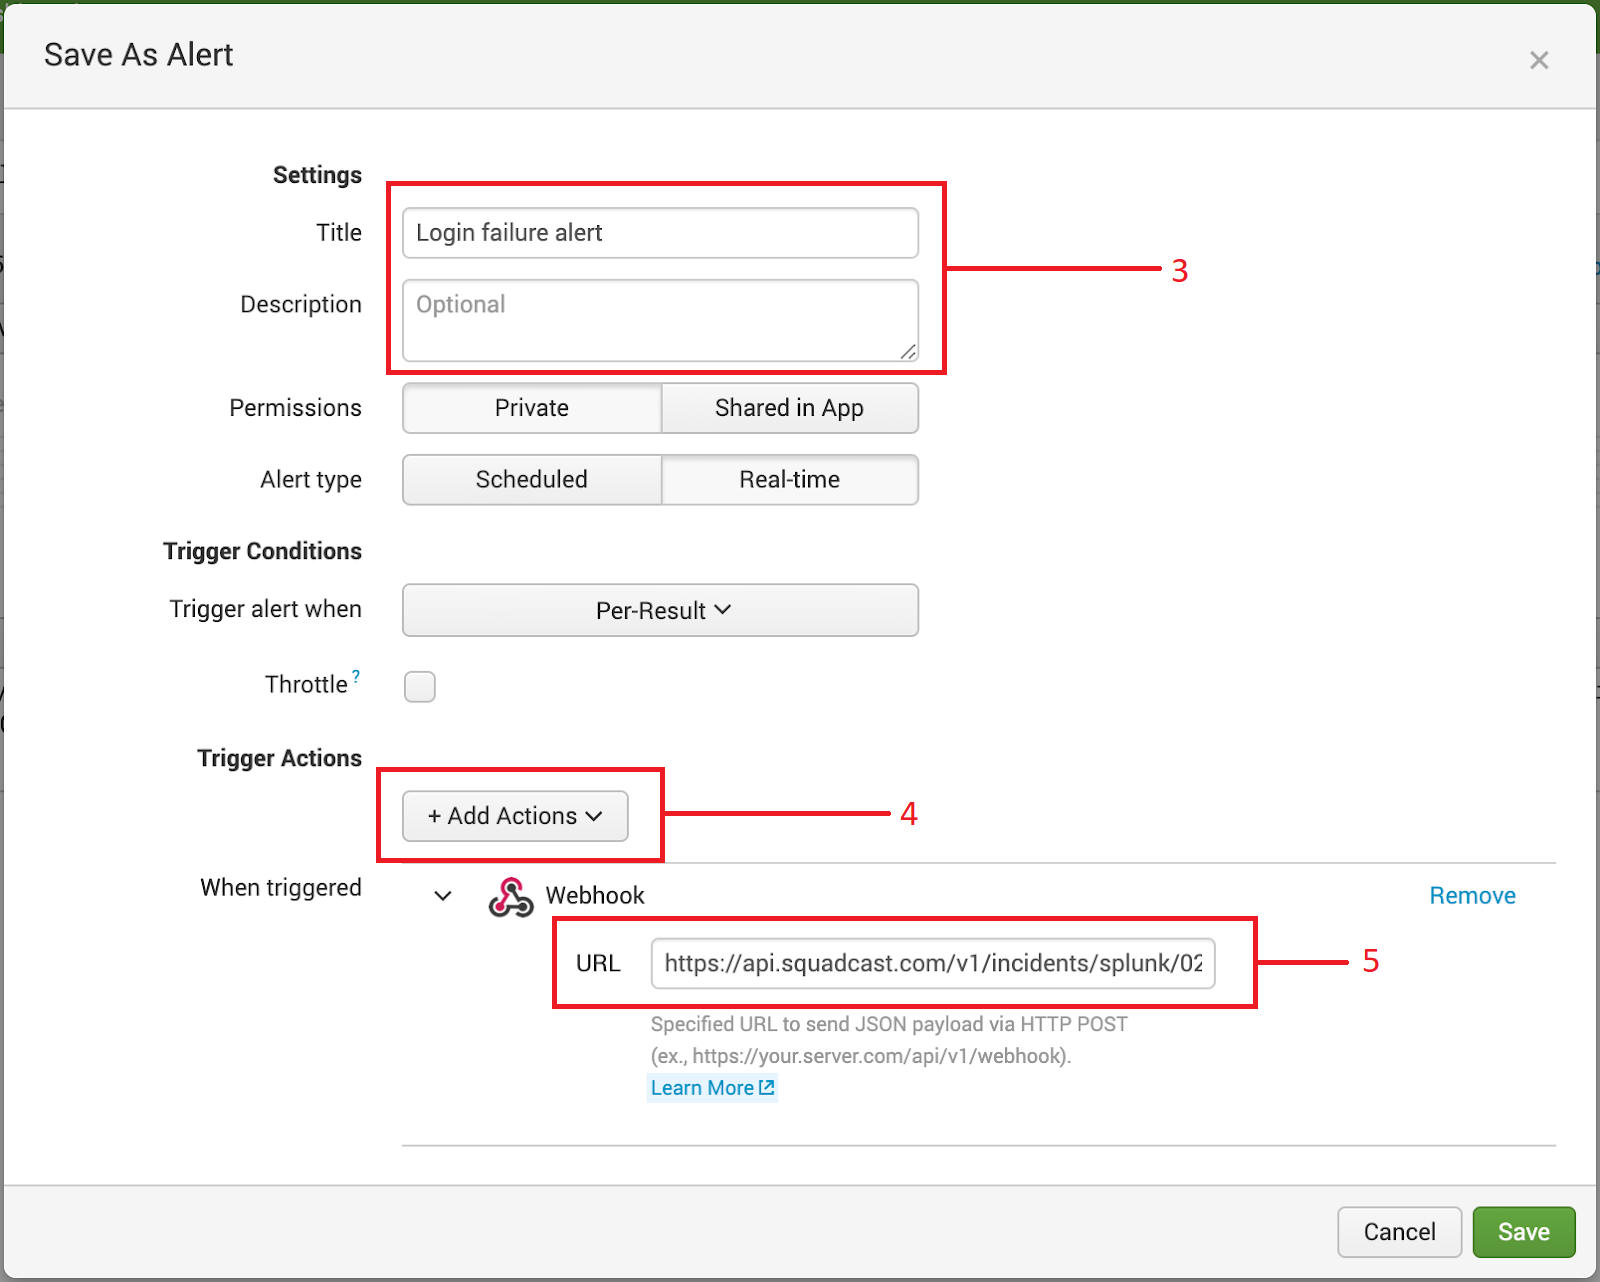 Save As Alert
×
Settings
Title Login failure alert
3
Description Optional
Permissions Private Shared in App
Alert type Scheduled Real-time
Trigger Conditions
Trigger alert when Per-Result
Throttle ?
Trigger Actions
+ Add Actions
4
When triggered Webhook Remove
URL https://api.squadcast.com/v1/incidents/splunk/02
5
Specified URL to send JSON payload via HTTP POST
(ex., https://your.server.com/api/v1/webhook).
Learn More
Cancel Save